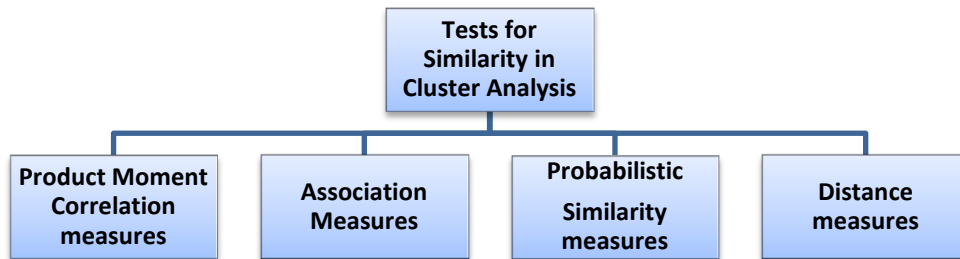 Tests for
Similarity in
Cluster Analysis
Product Moment
Correlation
measures
Association
Measures
Probabilistic
Similarity
measures
Distance
measures